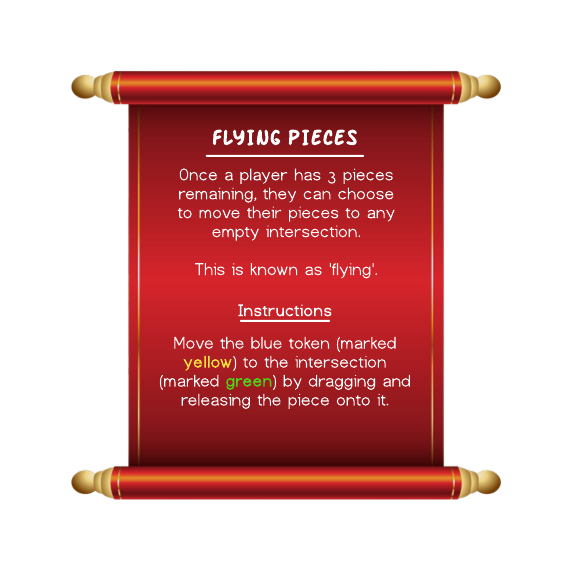 FLYING PIECES
Once a player has 3 pieces
remaining, they can choose
to move their pieces to any
empty intersection.
This is known as 'flying'.
Instructions
Move the blue token (marked
yellow) to the intersection
(marked green) by dragging and
releasing the piece onto it.